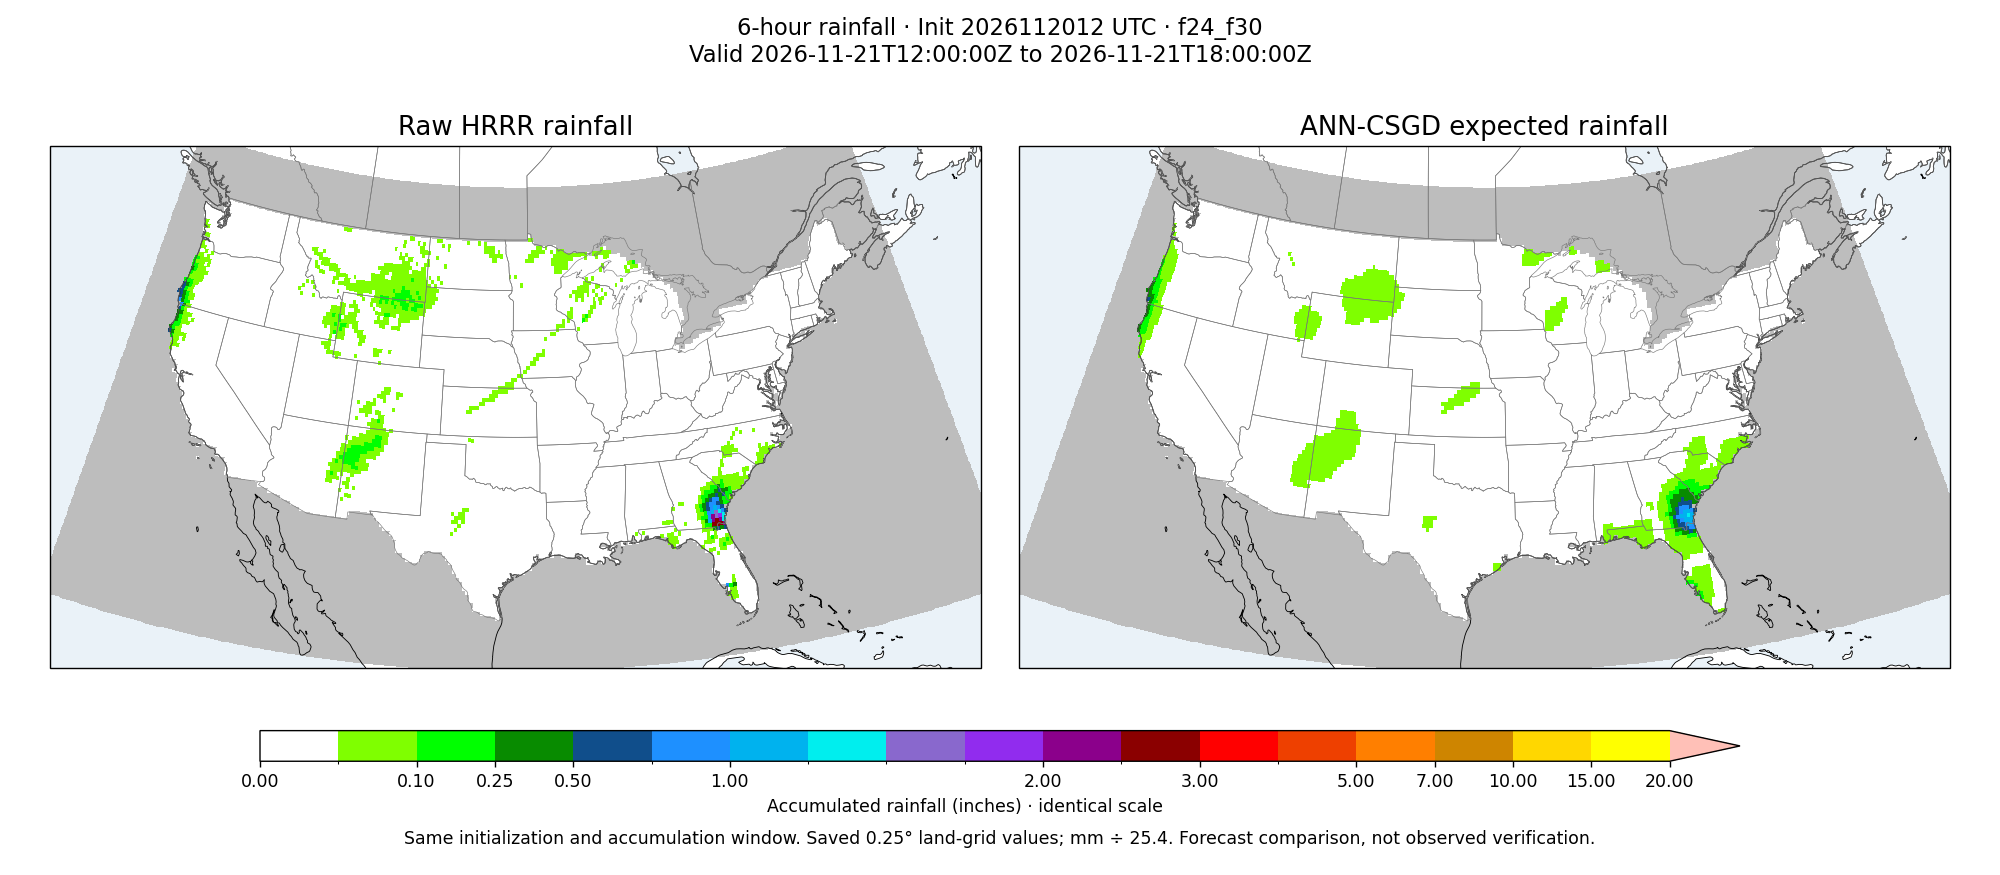 6-hour rainfall · Init 2026112012 UTC · f24_f30
Valid 2026-11-21T12:00:00Z to 2026-11-21T18:00:00Z
Raw HRRR rainfall
ANN-CSGD expected rainfall
0.00 0.10 0.25 0.50 1.00 2.00 3.00 5.00 7.00 10.00 15.00 20.00
Accumulated rainfall (inches) · identical scale
Same initialization and accumulation window. Saved 0.25° land-grid values; mm ÷ 25.4. Forecast comparison, not observed verification.